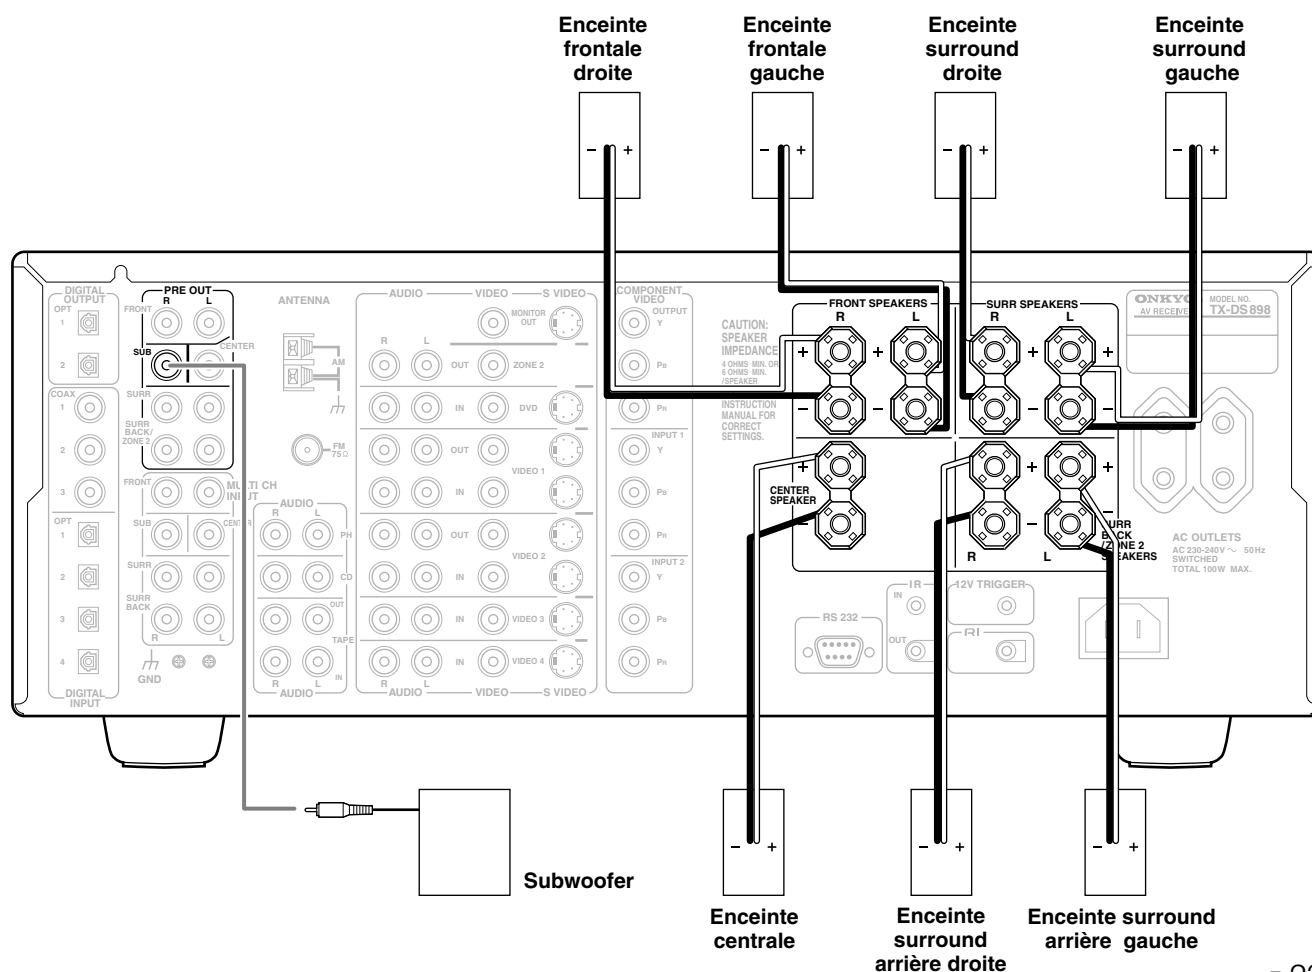 Enceinte
frontale
droite
Enceinte
frontale
gauche
Enceinte
surround
droite
Enceinte
surround
gauche
− +
− +
− +
− +
DIGITAL
OUTPUT
OPT
1
2
COAX
1
2
3
OPT
1
2
3
4
DIGITAL
INPUT
PRE OUT
R L
FRONT
SUB
CENTER
SURR
SURR
BACK/
ZONE 2
FRONT
MULTI CH
INPUT
SUB
CENTER
SURR
SURR
BACK
R L
GND
ANTENNA
AM
FM
75Ω
AUDIO
R L
PH
CD
OUT
TAPE
IN
R L
AUDIO
AUDIO VIDEO S VIDEO
MONITOR
OUT
R L
OUT ZONE 2
IN DVD
OUT
VIDEO 1
IN
OUT
VIDEO 2
IN
IN VIDEO 3
IN VIDEO 4
R L
AUDIO VIDEO S VIDEO
COMPONENT
VIDEO
OUTPUT
Y
PB
PR
INPUT 1
Y
PB
PR
INPUT 2
Y
PB
PR
CAUTION:
SPEAKER
IMPEDANCE
4 OHMS MIN. OR
6 OHMS MIN.
/SPEAKER
INSTRUCTION
MANUAL FOR
CORRECT
SETTINGS.
FRONT SPEAKERS
R L
+ +
− −
SURR SPEAKERS
R L
+ +
− −
CENTER
SPEAKER
+
−
+ +
− −
R L
SURR
BACK
/ZONE 2
SPEAKERS
ONKYO
AV RECEIVER
MODEL NO.
TX-DS898
AC OUTLETS
AC 230-240V ~ 50Hz
SWITCHED
TOTAL 100W MAX.
RS 232
IR
IN
OUT
12V TRIGGER
RI
Subwoofer
− +
− +
− +
Enceinte
centrale
Enceinte
surround
arrière droite
Enceinte surround
arrière gauche